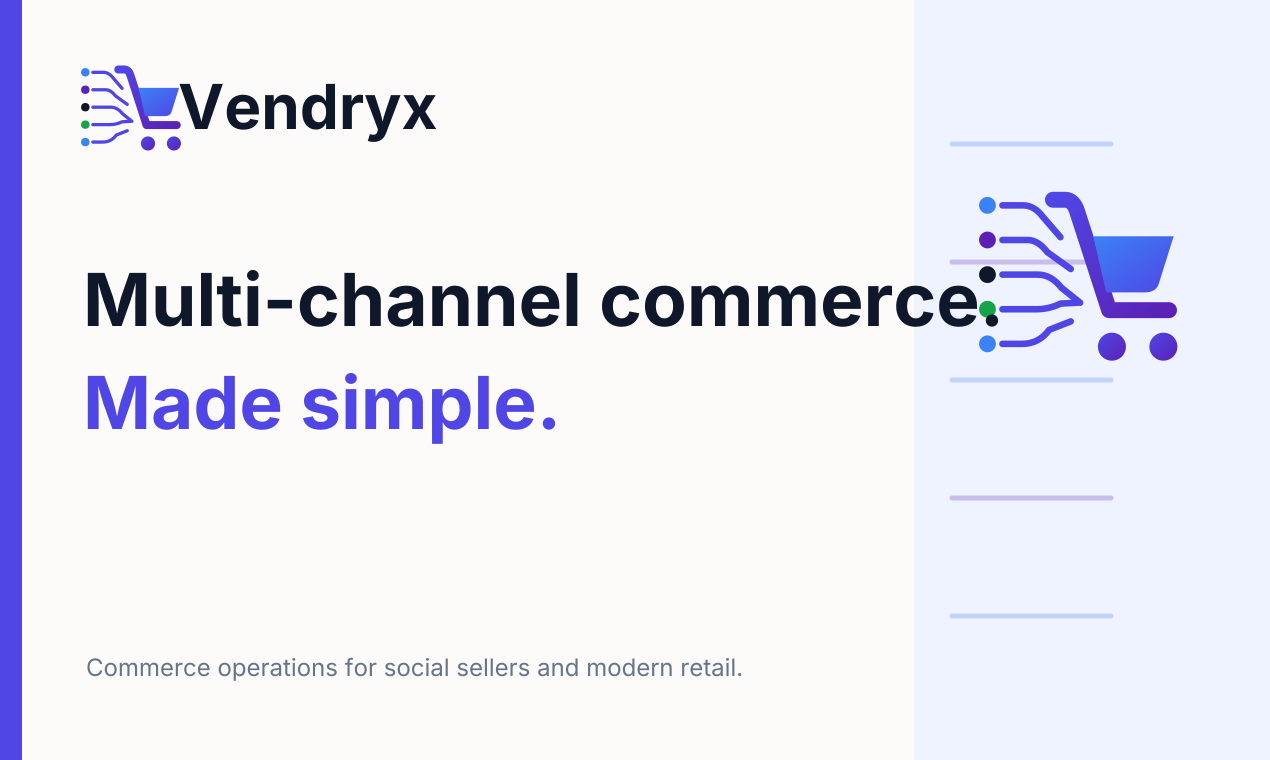 Vendryx
Multi-channel commerce.
Made simple.
Commerce operations for social sellers and modern retail.